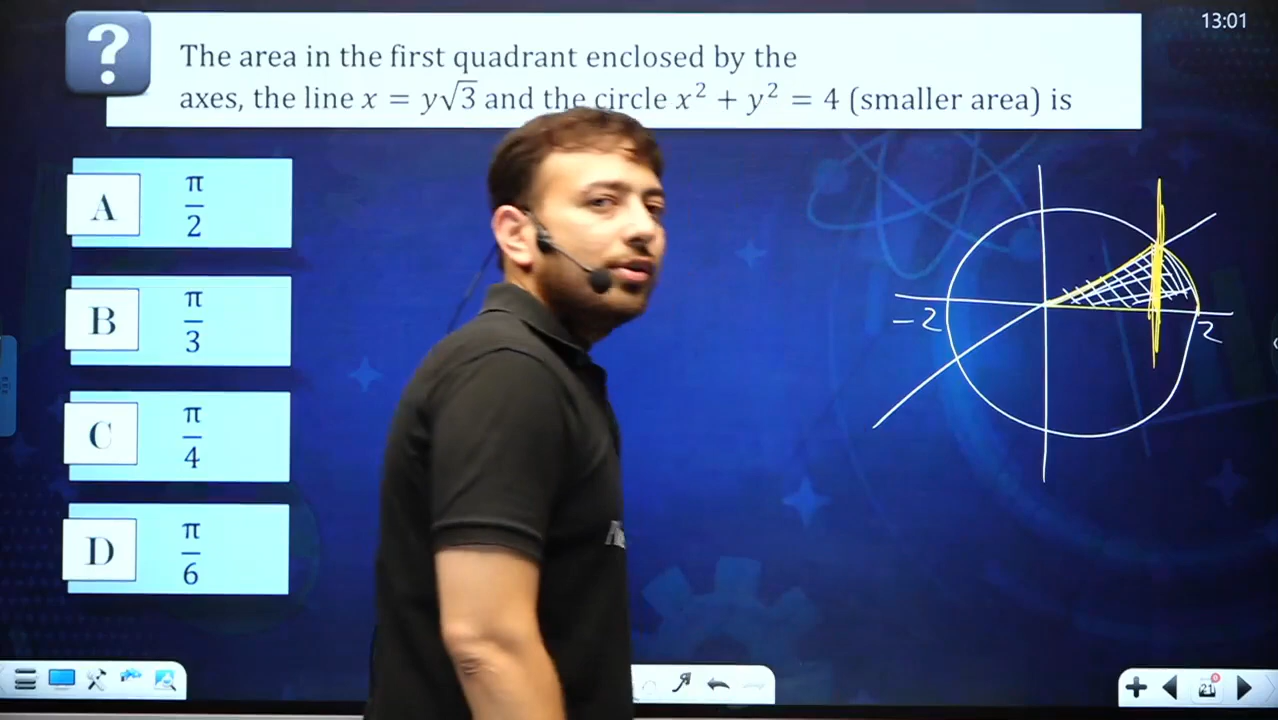 13:01
?
The area in the first quadrant enclosed by the
axes, the line x = y√3 and the circle x² + y² = 4 (smaller area) is
A
π/2
B
π/3
C
π/4
D
π/6
-2
2
21